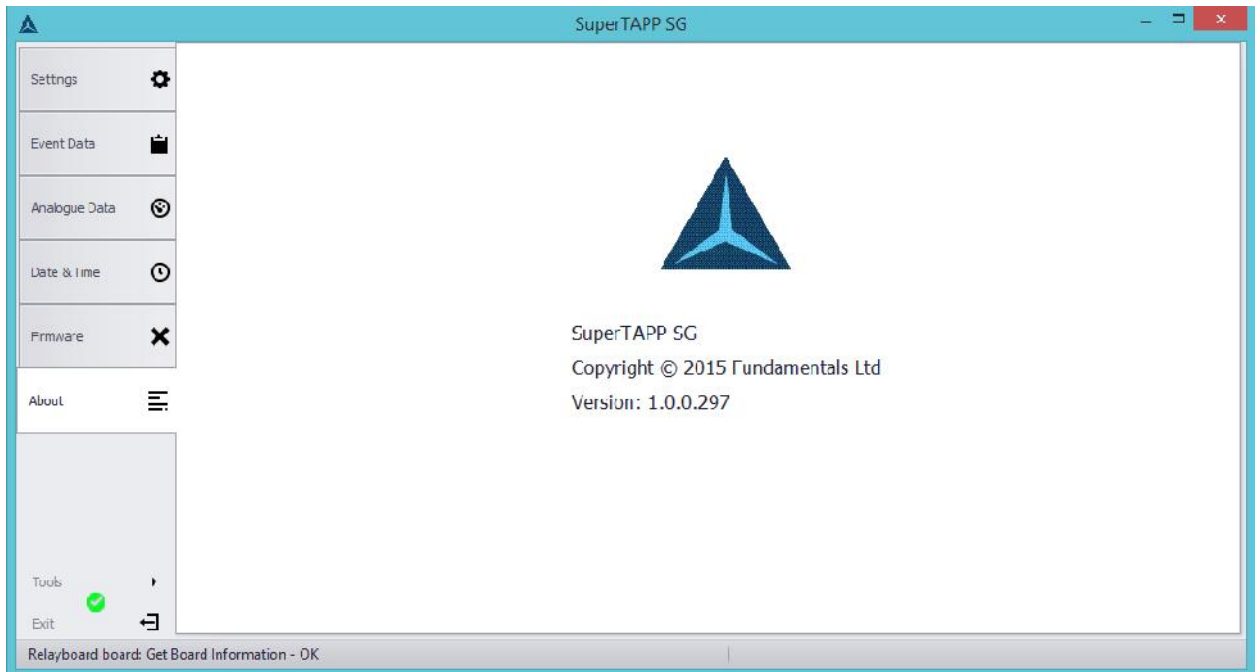 SuperTAPP SG
Settings
Event Data
Analogue Data
Date & Time
Firmware
About
SuperTAPP SG
Copyright © 2015 Fundamentals Ltd
Version: 1.0.0.297
Tools
Exit
Relayboard board: Get Board Information - OK